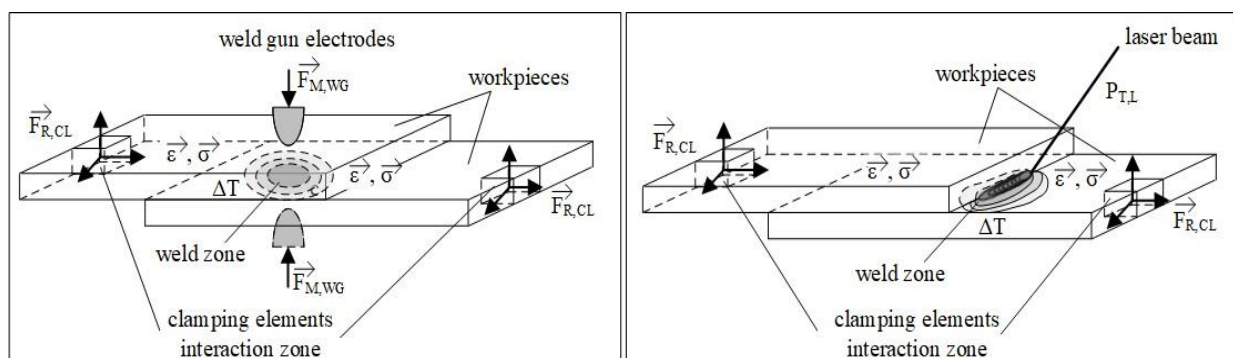 weld gun electrodes
F_M,WG
workpieces
F_R,CL
ε, σ
ε, σ
ΔT
F_R,CL
weld zone
F_M,WG
clamping elements
interaction zone
laser beam
workpieces
P_T,L
F_R,CL
ε, σ
ε, σ
ΔT
F_R,CL
weld zone
clamping elements
interaction zone